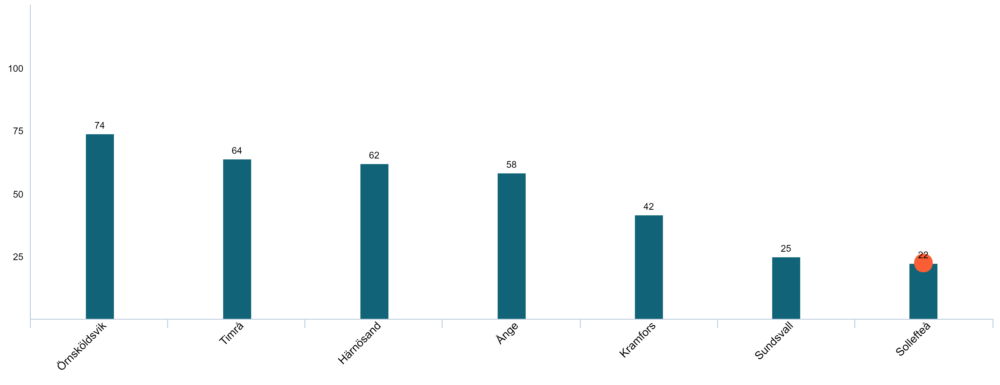 100
75
50
25
74
64
62
58
42
25
22
Örnsköldsvik
Timrå
Härnösand
Ånge
Kramfors
Sundsvall
Sollefteå